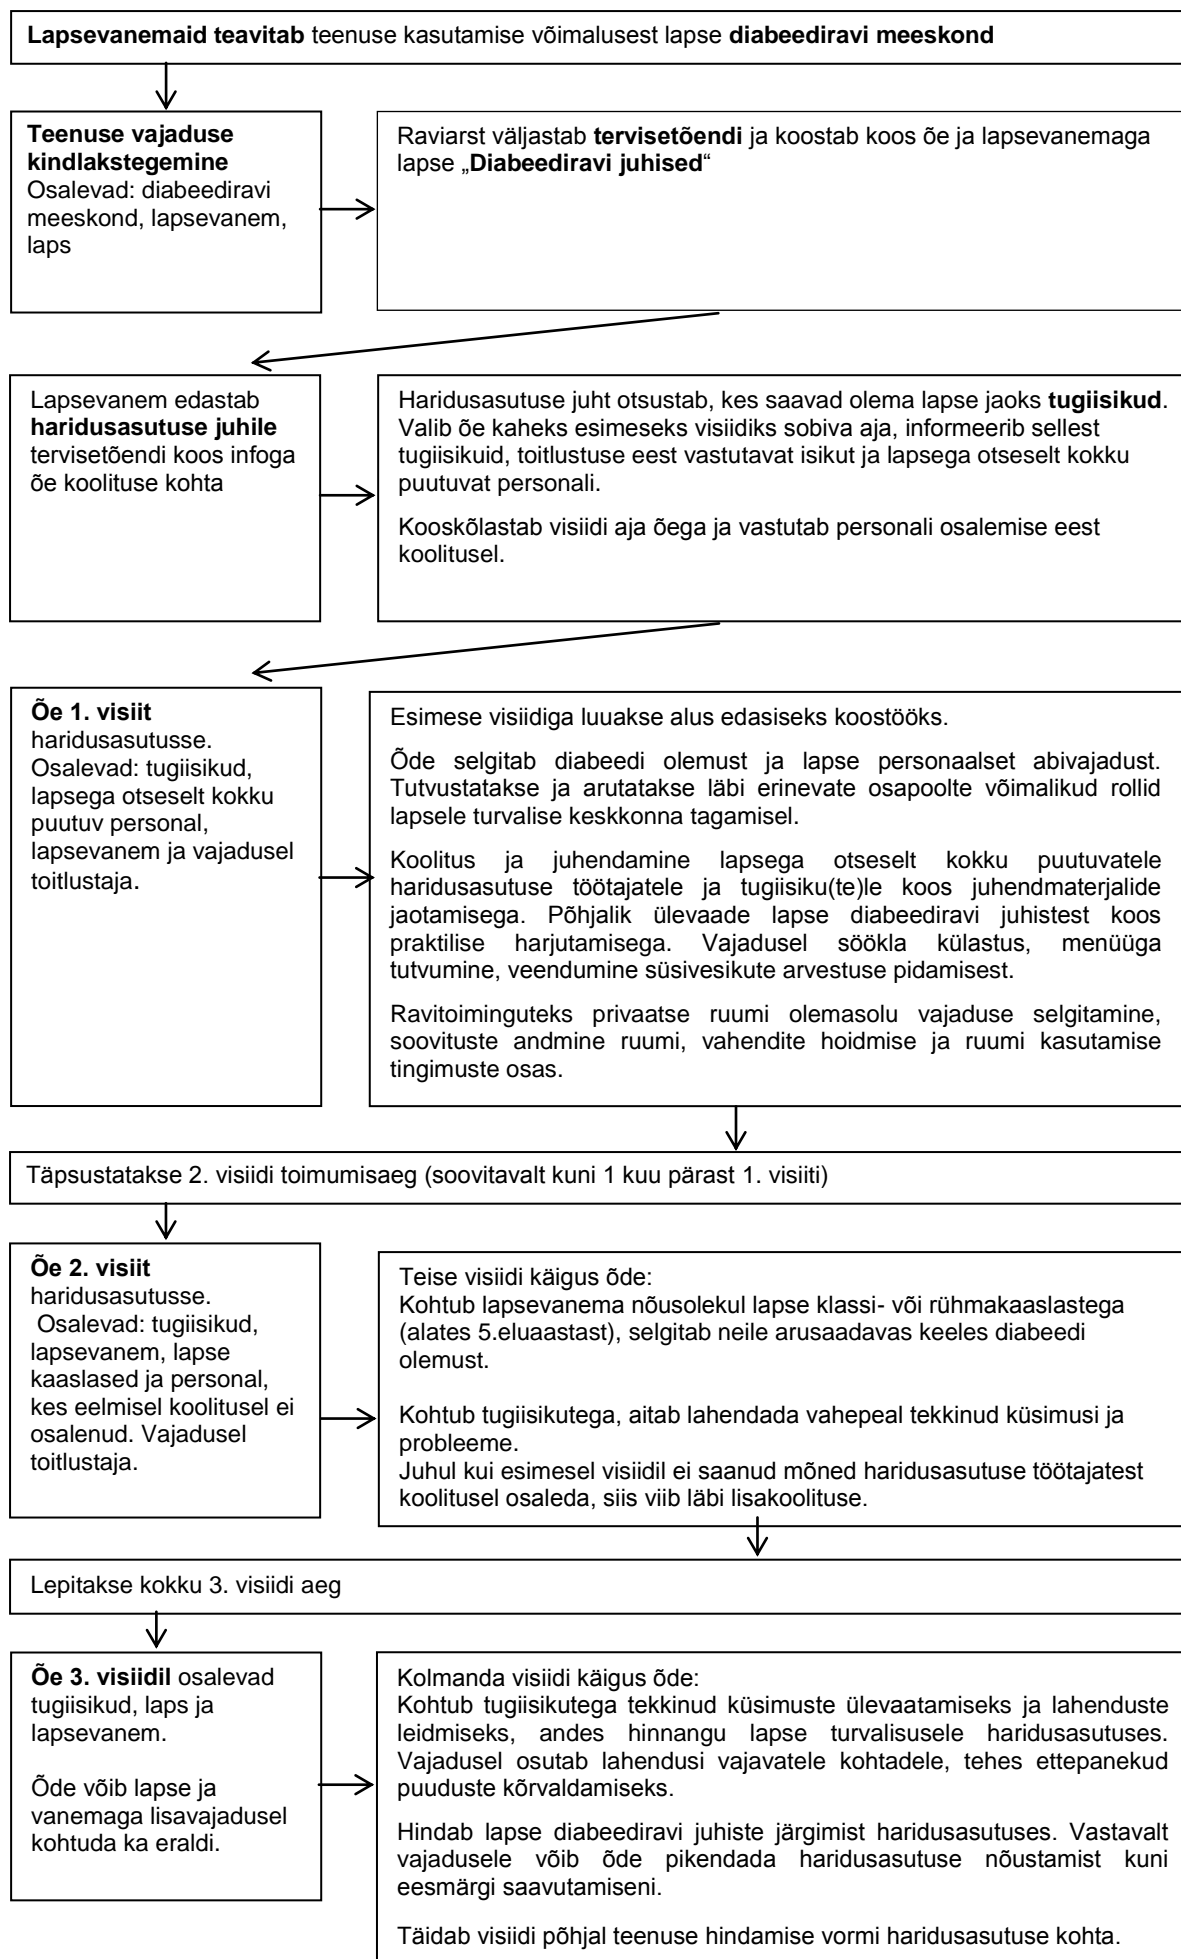 Lapsevanemaid teavitab teenuse kasutamise võimalusest lapse diabeediravi meeskond
Teenuse vajaduse
kindlakstegemine
Osalevad: diabeediravi
meeskond, lapsevanem,
laps
Raviarst väljastab tervisetõendi ja koostab koos õe ja lapsevanemaga
lapse „Diabeediravi juhised“
Lapsevanem edastab
haridusasutuse juhile
tervisetõendi koos infoga
õe koolituse kohta
Haridusasutuse juht otsustab, kes saavad olema lapse jaoks tugiisikud.
Valib õe kaheks esimeseks visiidiks sobiva aja, informeerib sellest
tugiisikuid, toitlustuse eest vastutavat isikut ja lapsega otseselt kokku
puutuvat personali.
Kooskõlastab visiidi aja õega ja vastutab personali osalemise eest
koolitusel.
Õe 1. visiit
haridusasutusse.
Osalevad: tugiisikud,
lapsega otseselt kokku
puutuv personal,
lapsevanem ja vajadusel
toitlustaja.
Esimese visiidiga luuakse alus edasiseks koostööks.
Õde selgitab diabeedi olemust ja lapse personaalset abivajadust.
Tutvustatakse ja arutatakse läbi erinevate osapoolte võimalikud rollid
lapsele turvalise keskkonna tagamisel.
Koolitus ja juhendamine lapsega otseselt kokku puutuvatele
haridusasutuse töötajatele ja tugiisiku(te)le koos juhendmaterjalide
jaotamisega. Põhjalik ülevaade lapse diabeediravi juhistest koos
praktilise harjutamisega. Vajadusel söökla külastus, menüüga
tutvumine, veendumine süsivesikute arvestuse pidamisest.
Ravitoiminguteks privaatse ruumi olemasolu vajaduse selgitamine,
soovituste andmine ruumi, vahendite hoidmise ja ruumi kasutamise
tingimuste osas.
Täpsustatakse 2. visiidi toimumisaeg (soovitavalt kuni 1 kuu pärast 1. visiiti)
Õe 2. visiit
haridusasutusse.
Osalevad: tugiisikud,
lapsevanem, lapse
kaaslased ja personal,
kes eelmisel koolitusel ei
osalenud. Vajadusel
toitlustaja.
Teise visiidi käigus õde:
Kohtub lapsevanema nõusolekul lapse klassi- või rühmakaaslastega
(alates 5.eluaastast), selgitab neile arusaadavas keeles diabeedi
olemust.
Kohtub tugiisikutega, aitab lahendada vahepeal tekkinud küsimusi ja
probleeme.
Juhul kui esimesel visiidil ei saanud mõned haridusasutuse töötajatest
koolitusel osaleda, siis viib läbi lisakoolituse.
Lepitakse kokku 3. visiidi aeg
Õe 3. visiidil osalevad
tugiisikud, laps ja
lapsevanem.
Õde võib lapse ja
vanemaga lisavajadusel
kohtuda ka eraldi.
Kolmanda visiidi käigus õde:
Kohtub tugiisikutega tekkinud küsimuste ülevaatamiseks ja lahenduste
leidmiseks, andes hinnangu lapse turvalisusele haridusasutuses.
Vajadusel osutab lahendusi vajavatele kohtadele, tehes ettepanekud
puuduste kõrvaldamiseks.
Hindab lapse diabeediravi juhiste järgimist haridusasutuses. Vastavalt
vajadusele võib õde pikendada haridusasutuse nõustamist kuni
eesmärgi saavutamiseni.
Täidab visiidi põhjal teenuse hindamise vormi haridusasutuse kohta.